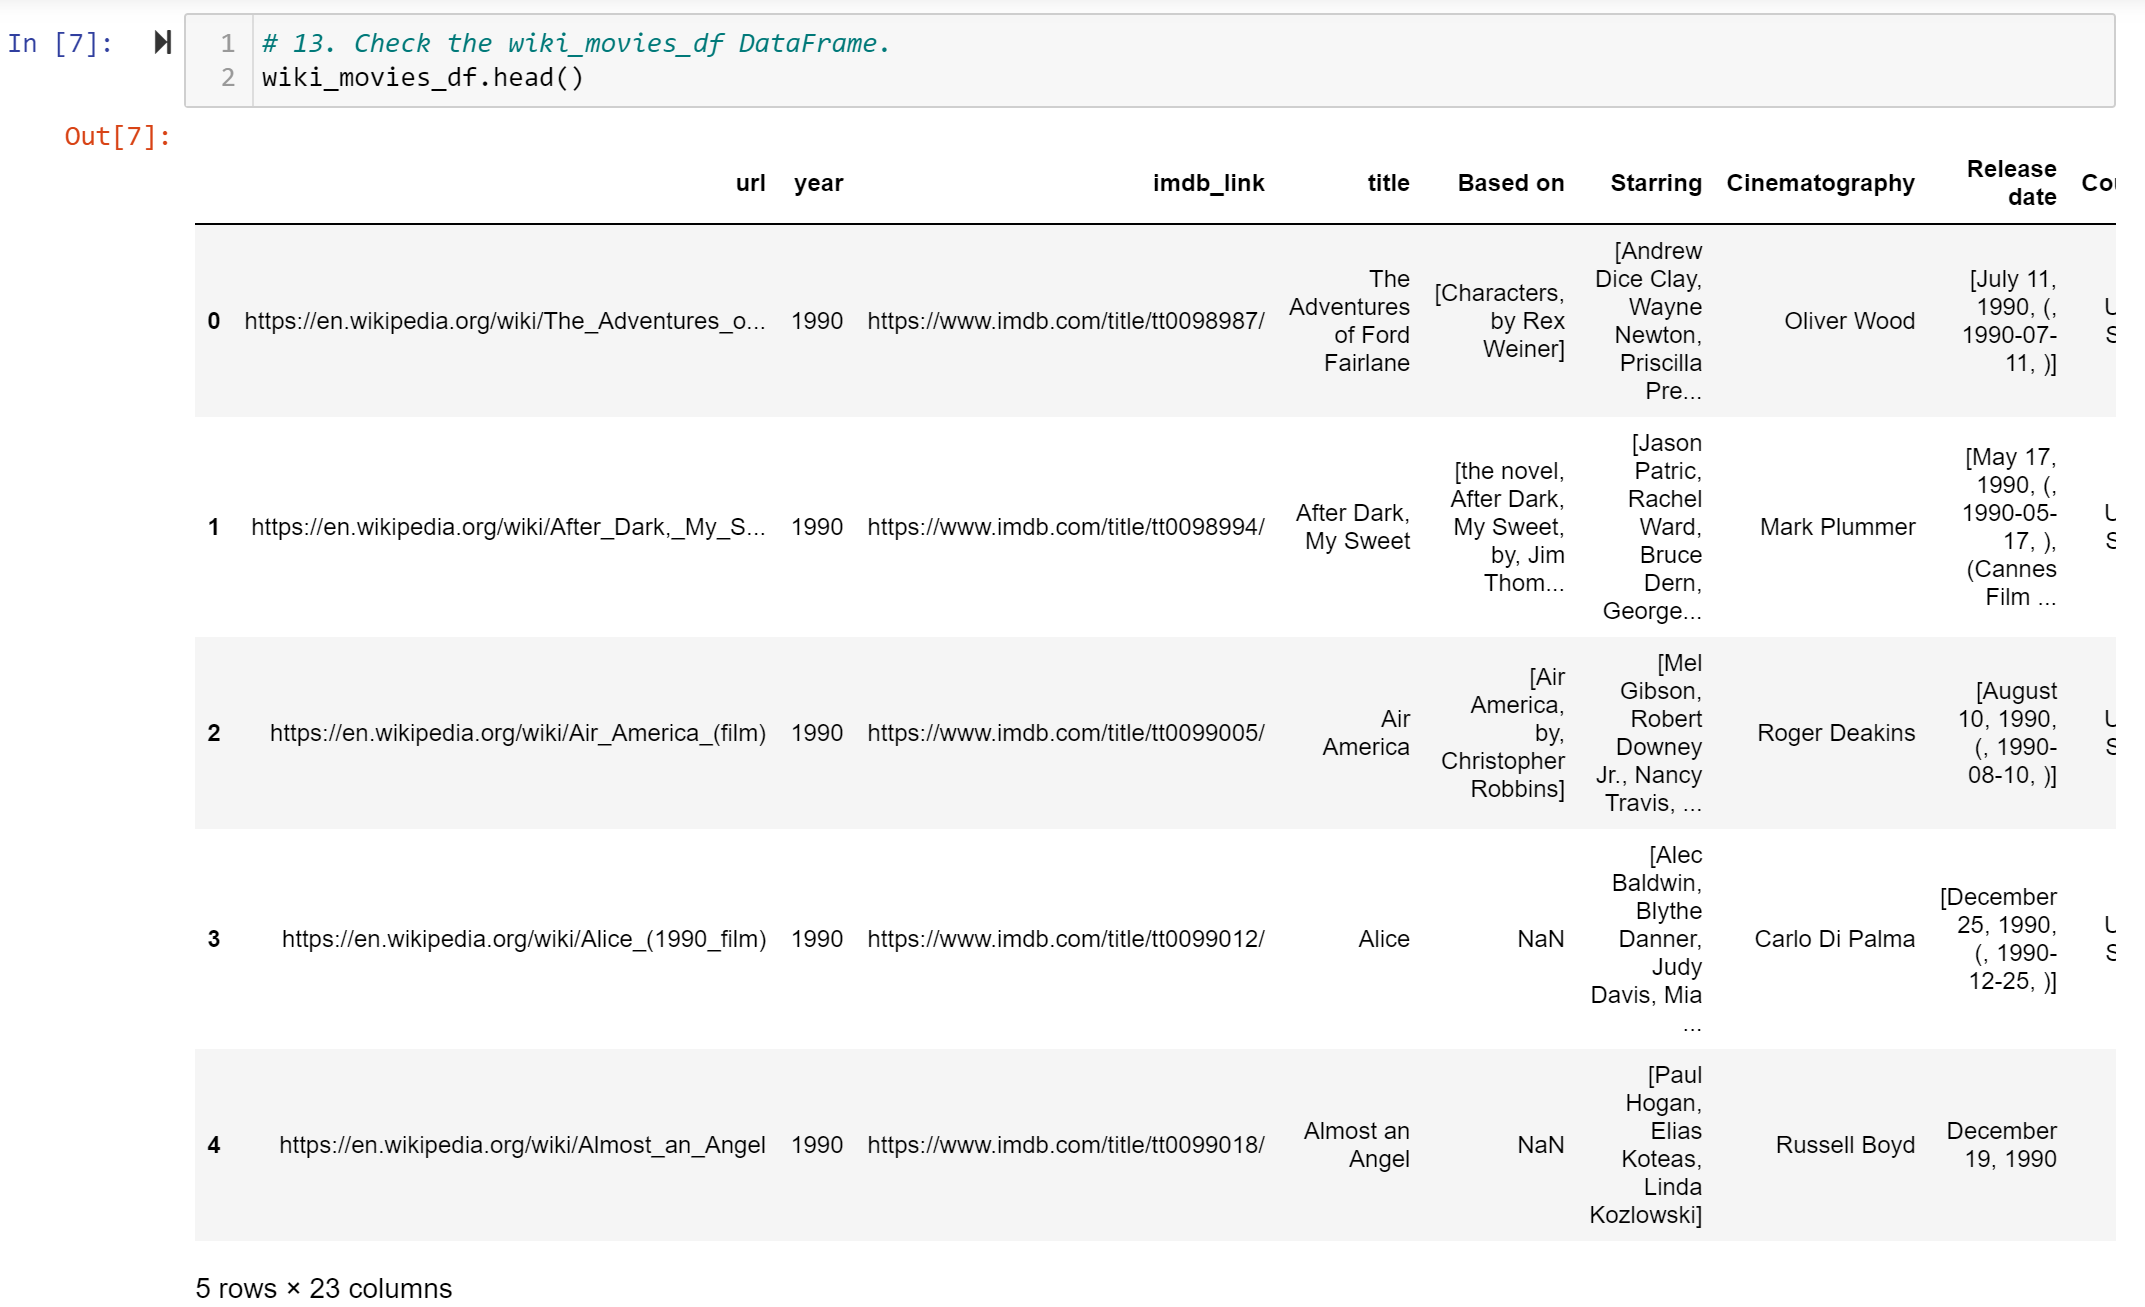 In [7]:
1 # 13. Check the wiki_movies_df DataFrame.
2 wiki_movies_df.head()
Out[7]:
url year imdb_link title Based on Starring Cinematography Release date Cou
0 https://en.wikipedia.org/wiki/The_Adventures_o... 1990 https://www.imdb.com/title/tt0098987/ The Adventures of Ford Fairlane [Characters, by Rex Weiner] [Andrew Dice Clay, Wayne Newton, Priscilla Pre... Oliver Wood [July 11, 1990, (, 1990-07-11, )] U S
1 https://en.wikipedia.org/wiki/After_Dark,_My_S... 1990 https://www.imdb.com/title/tt0098994/ After Dark, My Sweet [the novel, After Dark, My Sweet, by, Jim Thom... [Jason Patric, Rachel Ward, Bruce Dern, George... Mark Plummer [May 17, 1990, (, 1990-05-17, ), (Cannes Film ... U S
2 https://en.wikipedia.org/wiki/Air_America_(film) 1990 https://www.imdb.com/title/tt0099005/ Air America [Air America, by, Christopher Robbins] [Mel Gibson, Robert Downey Jr., Nancy Travis, ... Roger Deakins [August 10, 1990, (, 1990-08-10, )] U S
3 https://en.wikipedia.org/wiki/Alice_(1990_film) 1990 https://www.imdb.com/title/tt0099012/ Alice NaN [Alec Baldwin, Blythe Danner, Judy Davis, Mia ... Carlo Di Palma [December 25, 1990, (, 1990-12-25, )] U S
4 https://en.wikipedia.org/wiki/Almost_an_Angel 1990 https://www.imdb.com/title/tt0099018/ Almost an Angel NaN [Paul Hogan, Elias Koteas, Linda Kozlowski] Russell Boyd December 19, 1990
5 rows × 23 columns